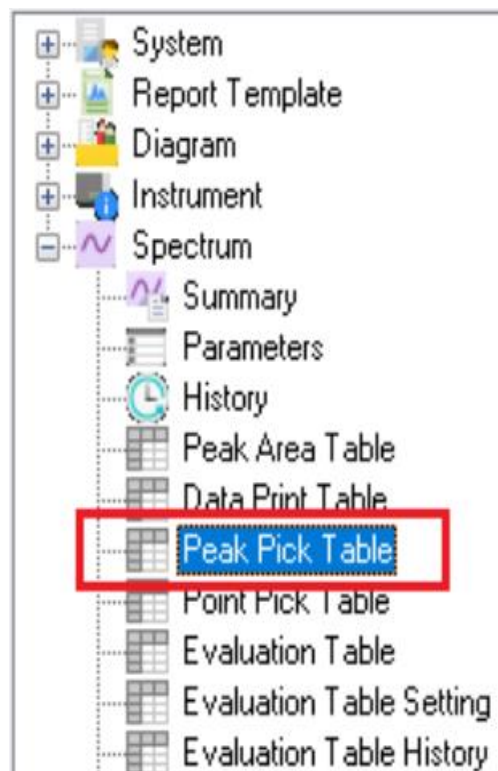 System
Report Template
Diagram
Instrument
Spectrum
Summary
Parameters
History
Peak Area Table
Data Print Table
Peak Pick Table
Point Pick Table
Evaluation Table
Evaluation Table Setting
Evaluation Table History